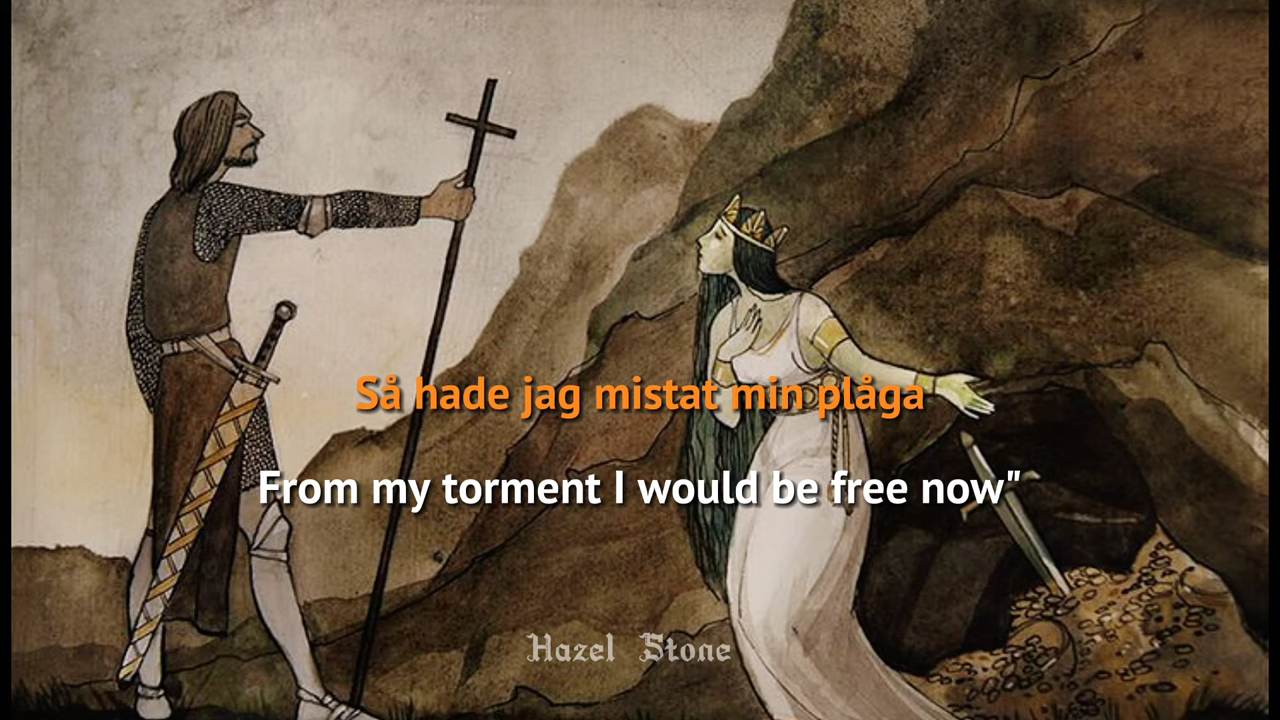 Så hade jag mistat min plåga
From my torment I would be free now"
Hazel Stone